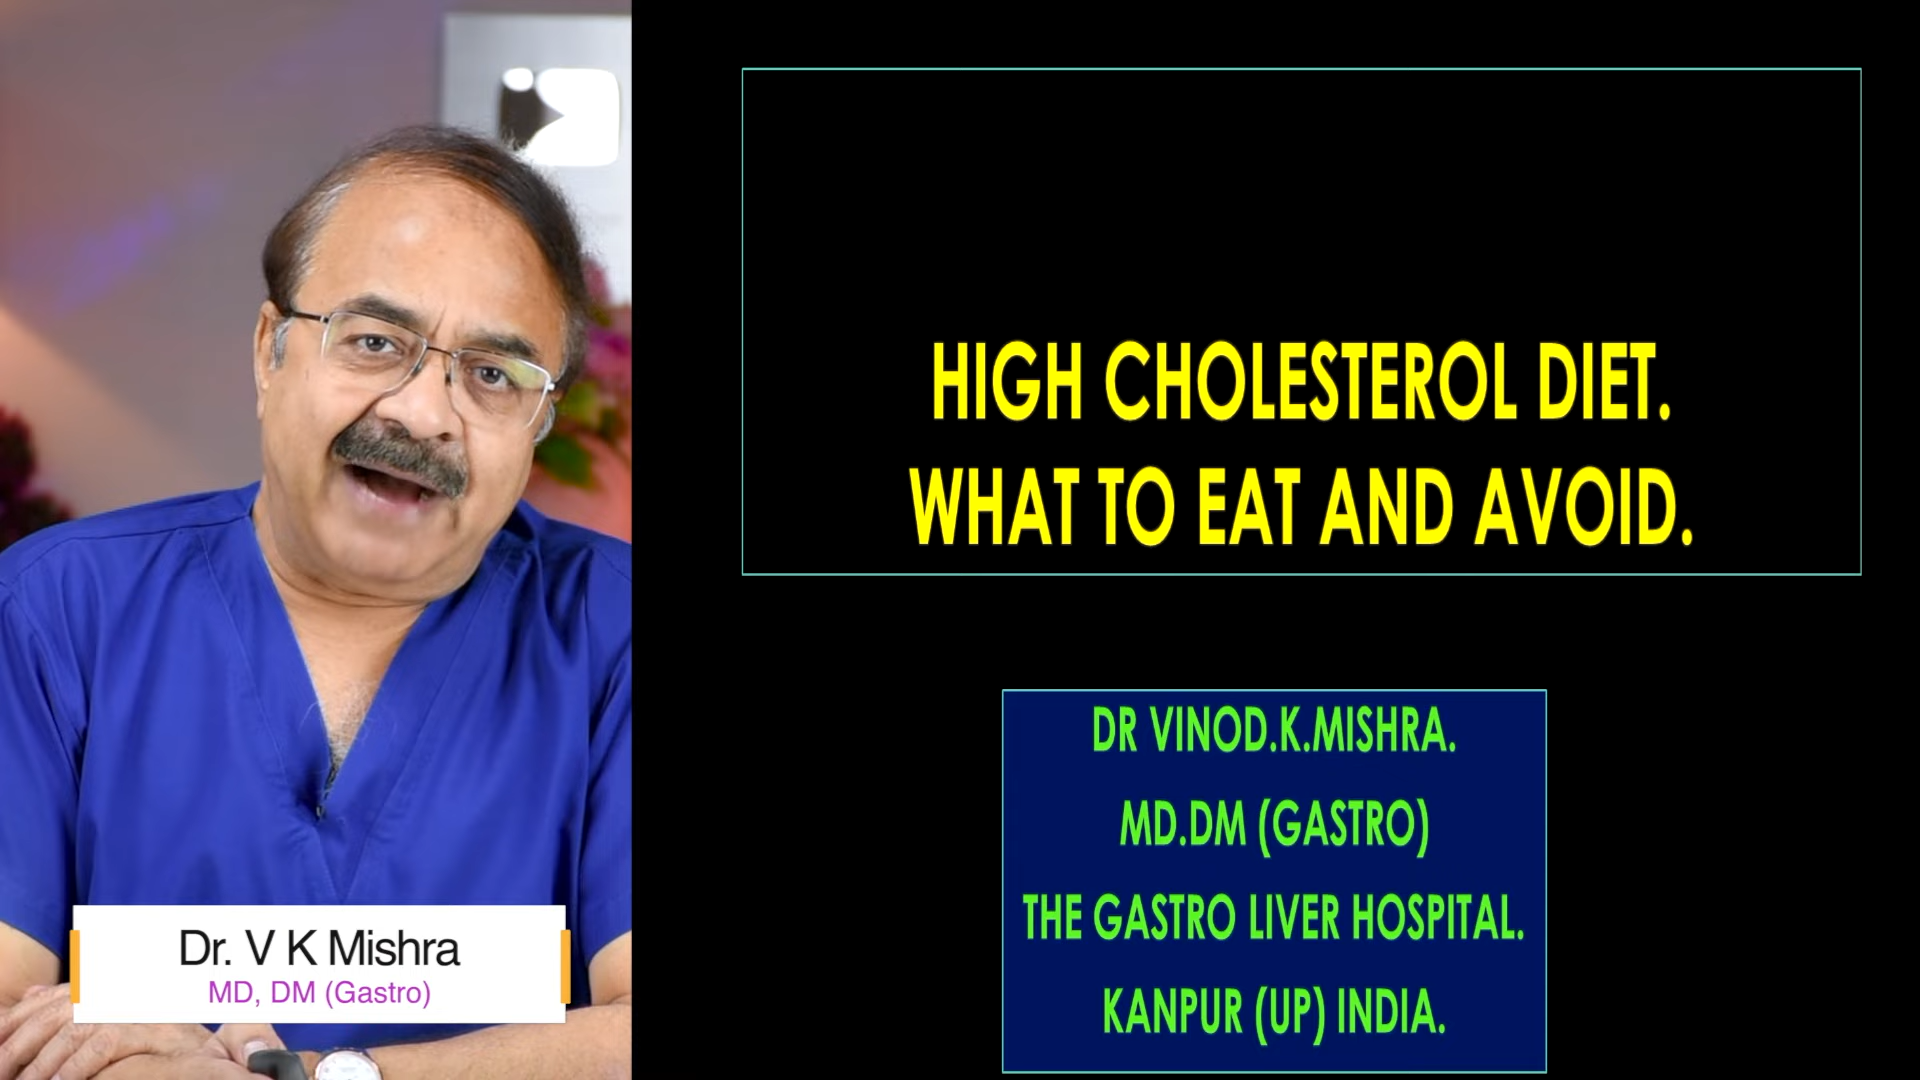 HIGH CHOLESTEROL DIET.
WHAT TO EAT AND AVOID.
DR VINOD.K.MISHRA.
MD.DM (GASTRO)
THE GASTRO LIVER HOSPITAL.
KANPUR (UP) INDIA.
Dr. V K Mishra
MD, DM (Gastro)